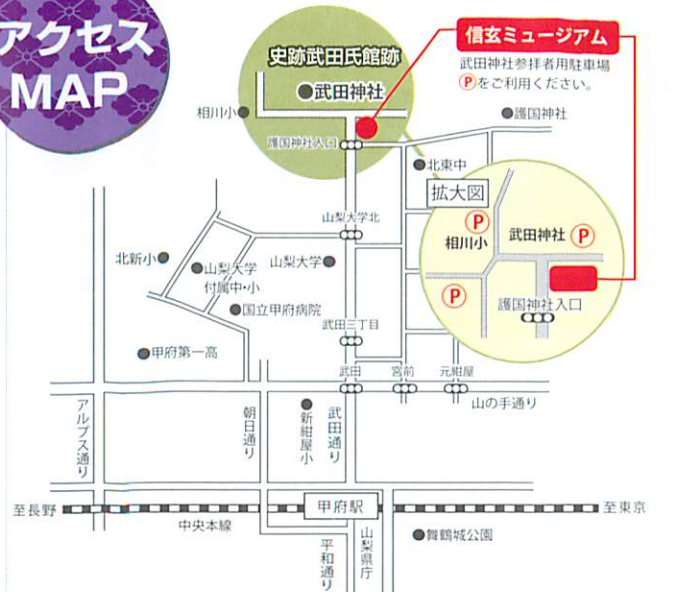 アクセス
MAP
史跡武田氏館跡
武田神社
相川小
護国神社入口
信玄ミュージアム
武田神社参拝者用駐車場
Ⓟをご利用ください。
護国神社
北東中
拡大図
P
相川小
武田神社 P
P
護国神社入口
山梨大学北
北新小
山梨大学
付属中・小
山梨大学
国立甲府病院
武田三丁目
甲府第一高
武田
宮前
元紺屋
山の手通り
アルプス通り
朝日通り
新紺屋小
武田通り
至長野
中央本線
甲府駅
至東京
平和通り
山梨県庁
舞鶴城公園